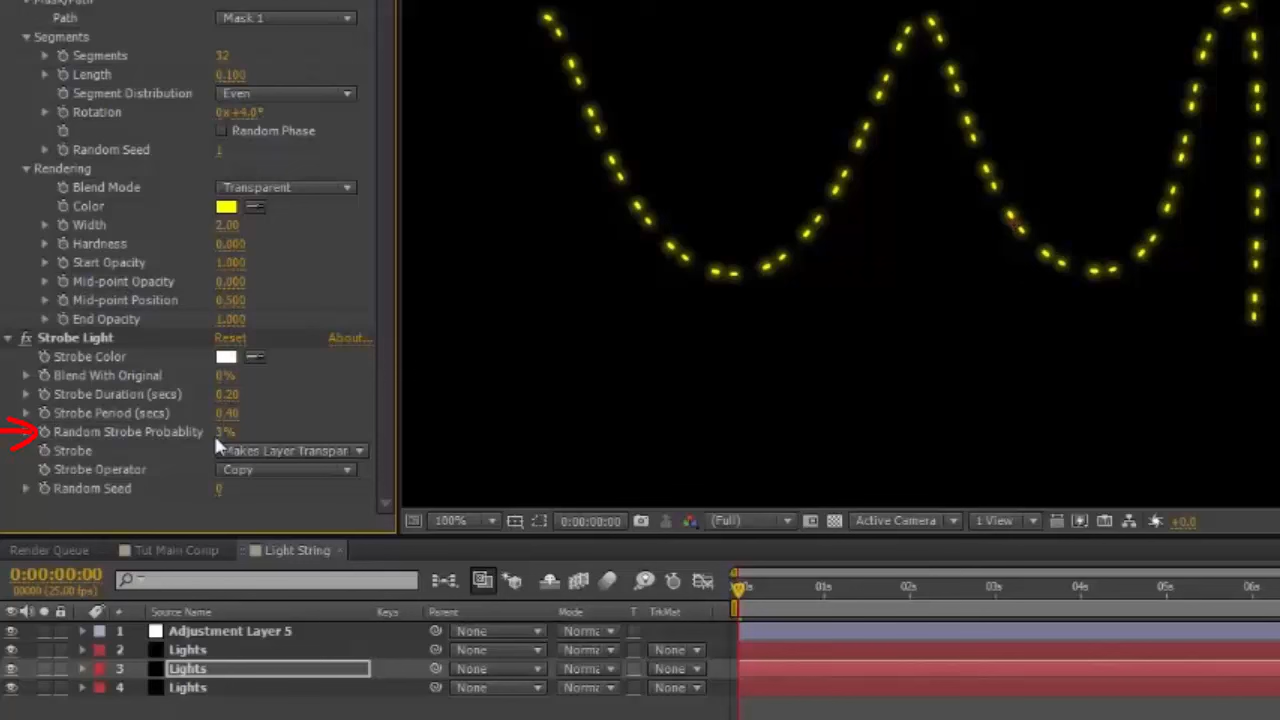 Mask/Path
Path Mask 1
Segments
Segments 32
Length 0.100
Segment Distribution Even
Rotation 0x+4.0°
Random Phase
Random Seed 1
Rendering
Blend Mode Transparent
Color
Width 2.00
Hardness 0.000
Start Opacity 1.000
Mid-point Opacity 0.000
Mid-point Position 0.500
End Opacity 1.000
fx Strobe Light Reset About...
Strobe Color
Blend With Original 0%
Strobe Duration (secs) 0.20
Strobe Period (secs) 0.40
Random Strobe Probablity 3%
Strobe Makes Layer Transpar
Strobe Operator Copy
Random Seed 0
100% 0:00:00:00 (Full) Active Camera 1 View +0.0
Render Queue Tut Main Comp Light String ×
0:00:00:00
00000 (25.00 fps)
# Source Name Keys Parent Mode T TrkMat
01s 02s 03s 04s 05s 06s
1 Adjustment Layer 5 None Norma
2 Lights None Norma None
3 Lights None Norma None
4 Lights None Norma None